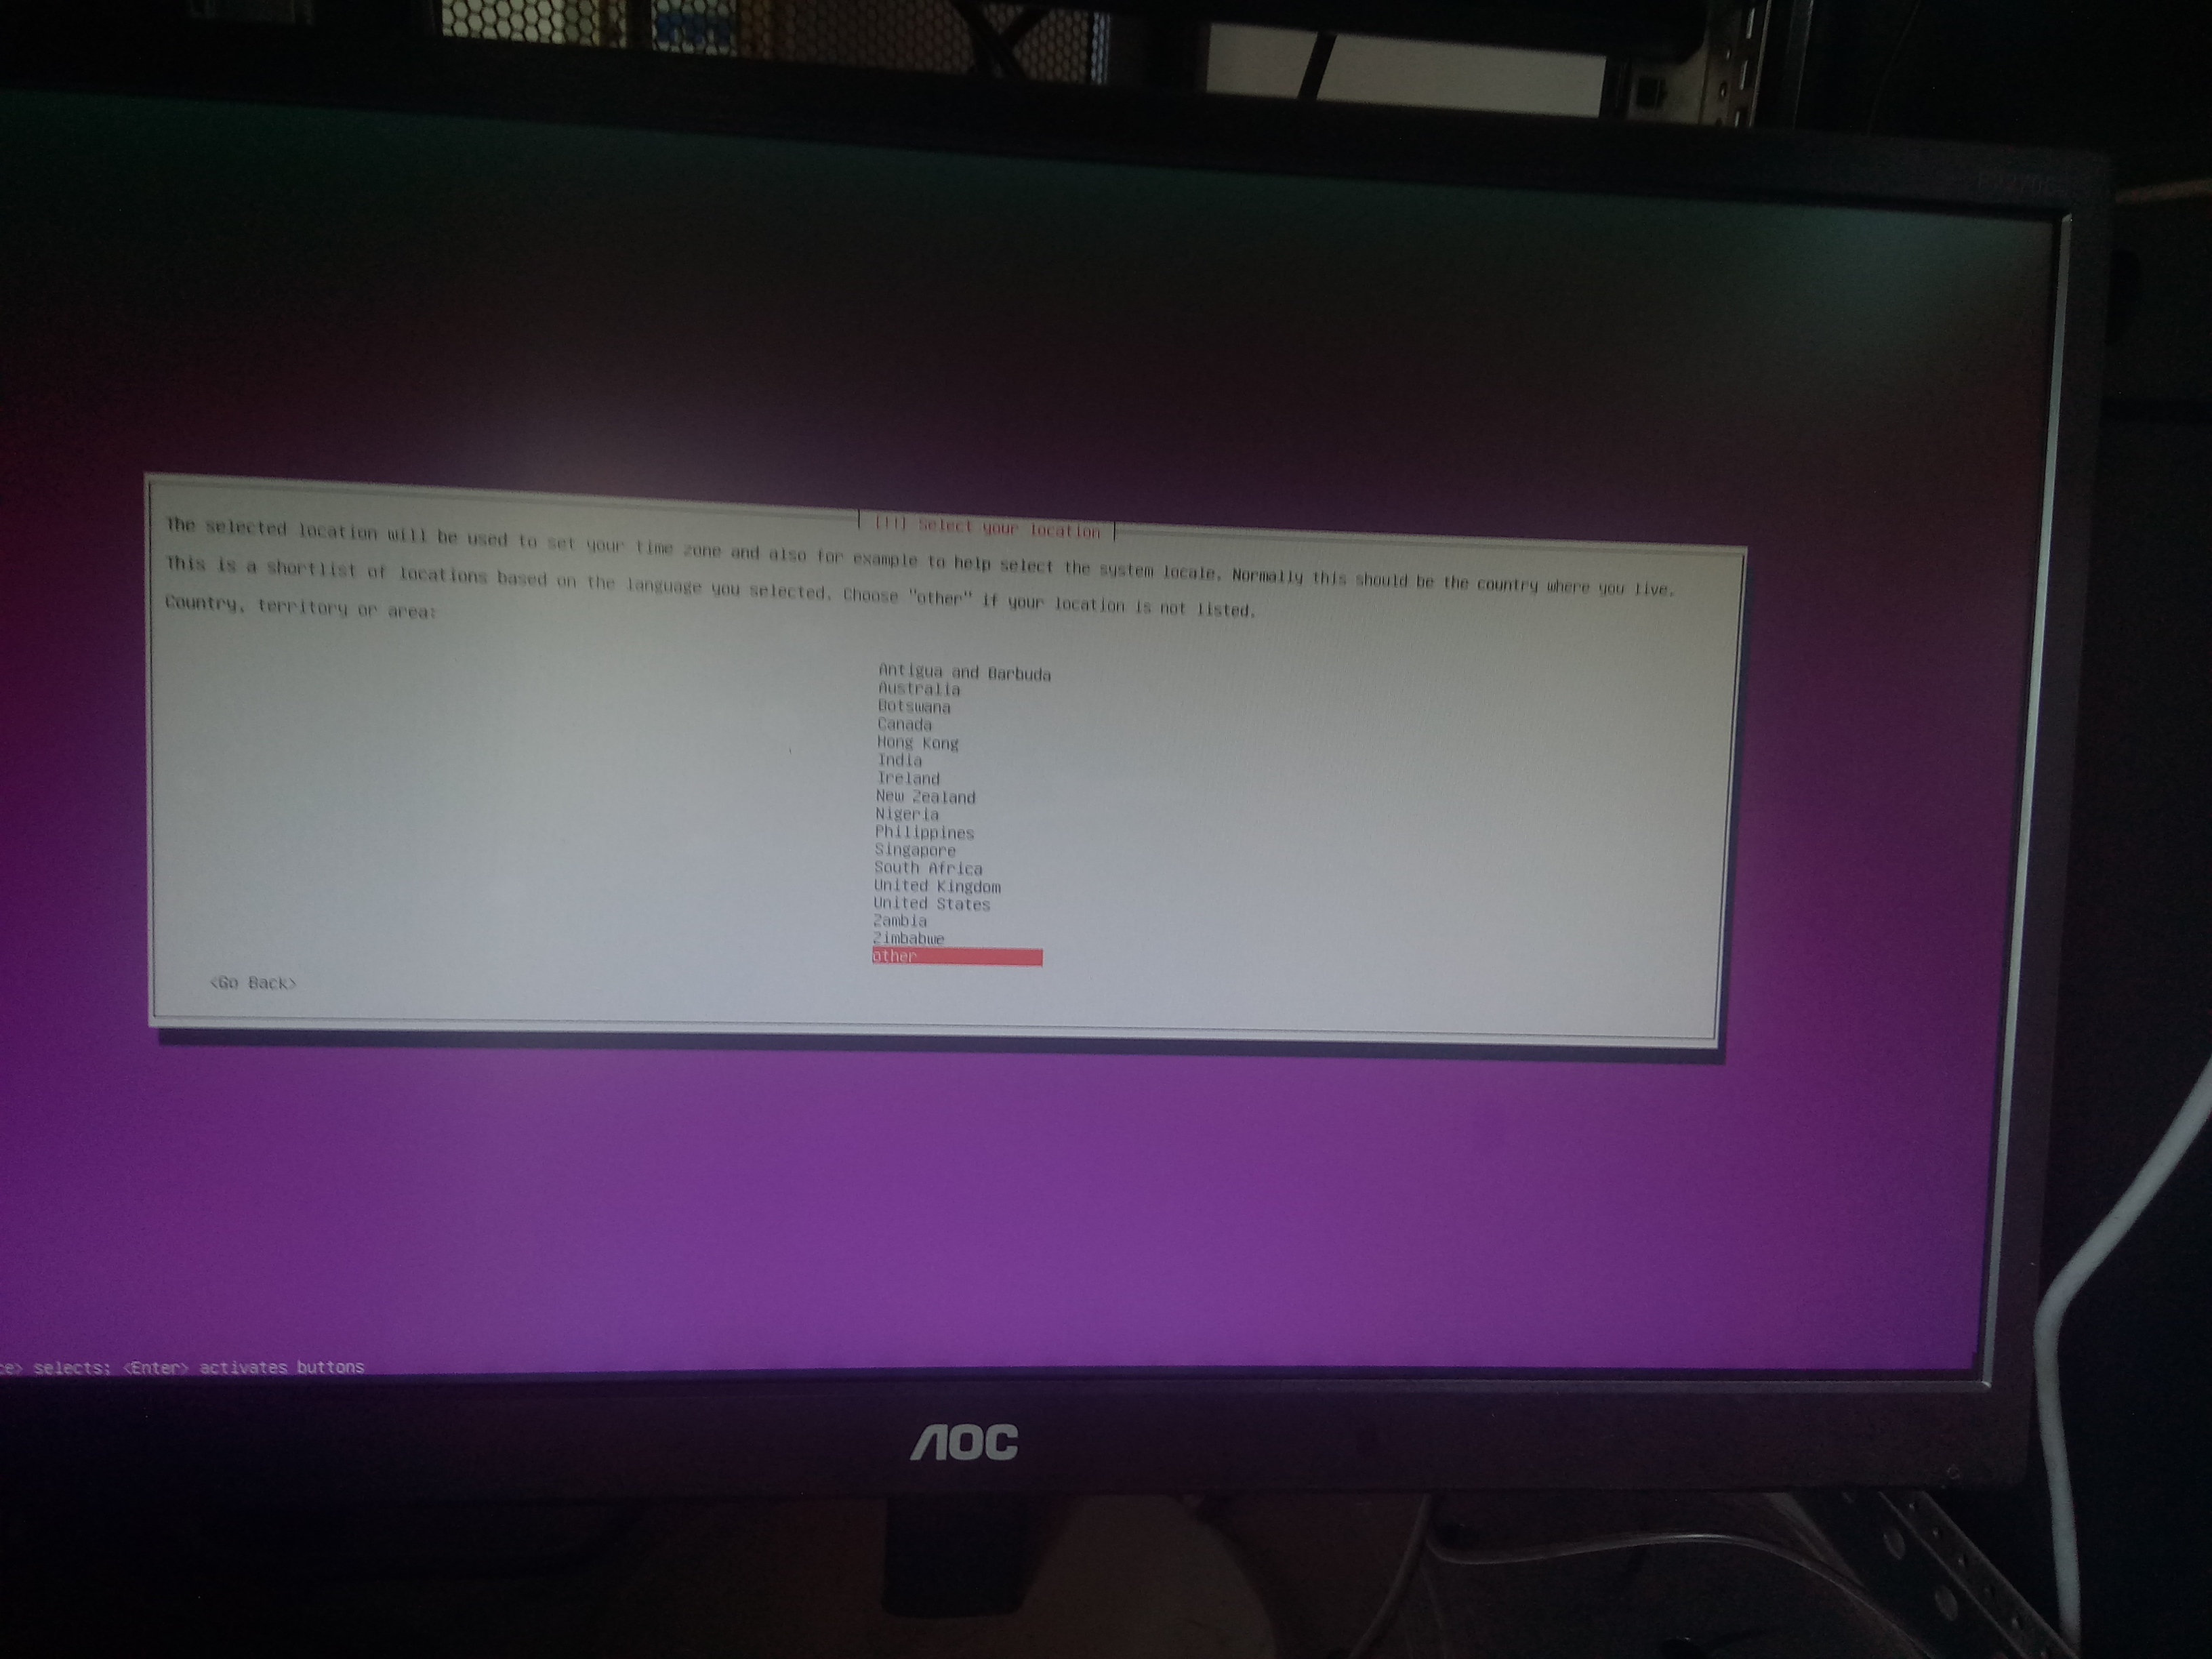 [!!] Select your location
The selected location will be used to set your time zone and also for example to help select the system locale. Normally this should be the country where you live.
This is a shortlist of locations based on the language you selected. Choose "other" if your location is not listed.
Country, territory or area:
Antigua and Barbuda
Australia
Botswana
Canada
Hong Kong
India
Ireland
New Zealand
Nigeria
Philippines
Singapore
South Africa
United Kingdom
United States
Zambia
Zimbabwe
other
<Go Back>
selects; <Enter> activates buttons
AOC